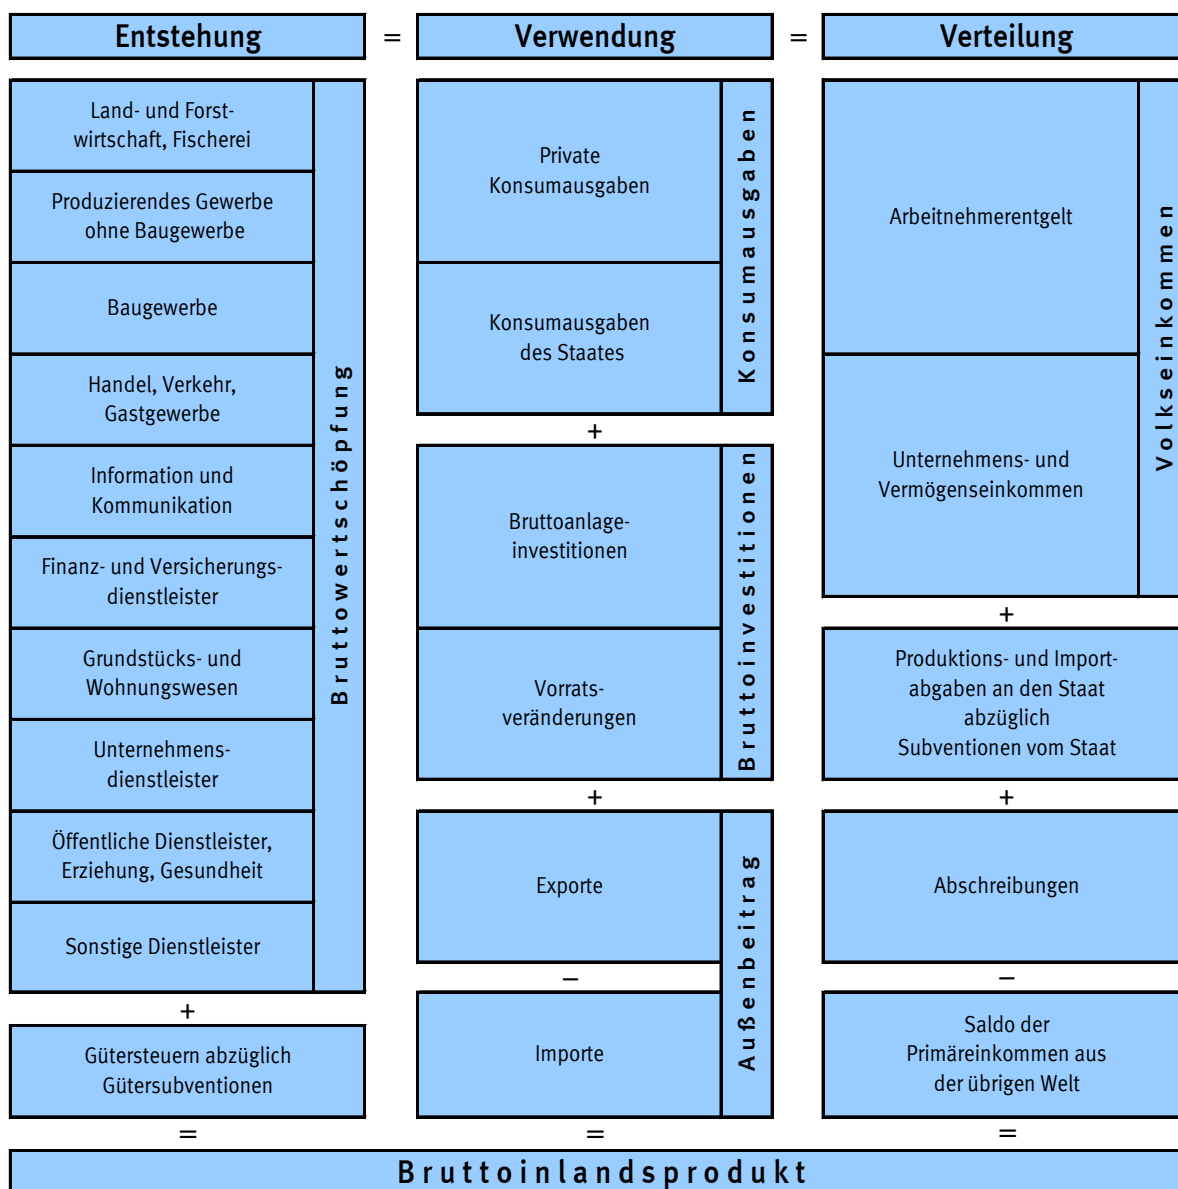 Entstehung = Verwendung = Verteilung
Land- und Forst-
wirtschaft, Fischerei
Produzierendes Gewerbe
ohne Baugewerbe
Baugewerbe
Handel, Verkehr,
Gastgewerbe
Information und
Kommunikation
Finanz- und Versicherungs-
dienstleister
Grundstücks- und
Wohnungswesen
Unternehmens-
dienstleister
Öffentliche Dienstleister,
Erziehung, Gesundheit
Sonstige Dienstleister
Bruttowertschöpfung
+
Gütersteuern abzüglich
Gütersubventionen
=
Private
Konsumausgaben
Konsumausgaben
des Staates
Konsumausgaben
+
Bruttoanlage-
investitionen
Vorrats-
veränderungen
Bruttoinvestitionen
+
Exporte
–
Importe
Außenbeitrag
=
Arbeitnehmerentgelt
Unternehmens- und
Vermögenseinkommen
Volkseinkommen
+
Produktions- und Import-
abgaben an den Staat
abzüglich
Subventionen vom Staat
+
Abschreibungen
–
Saldo der
Primäreinkommen aus
der übrigen Welt
=
Bruttoinlandsprodukt